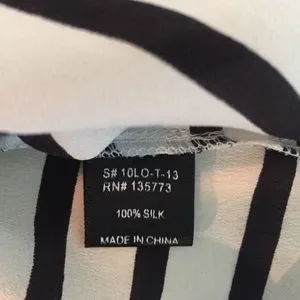 S# 10LO-T-13
RN# 135773
100% SILK
MADE IN CHINA